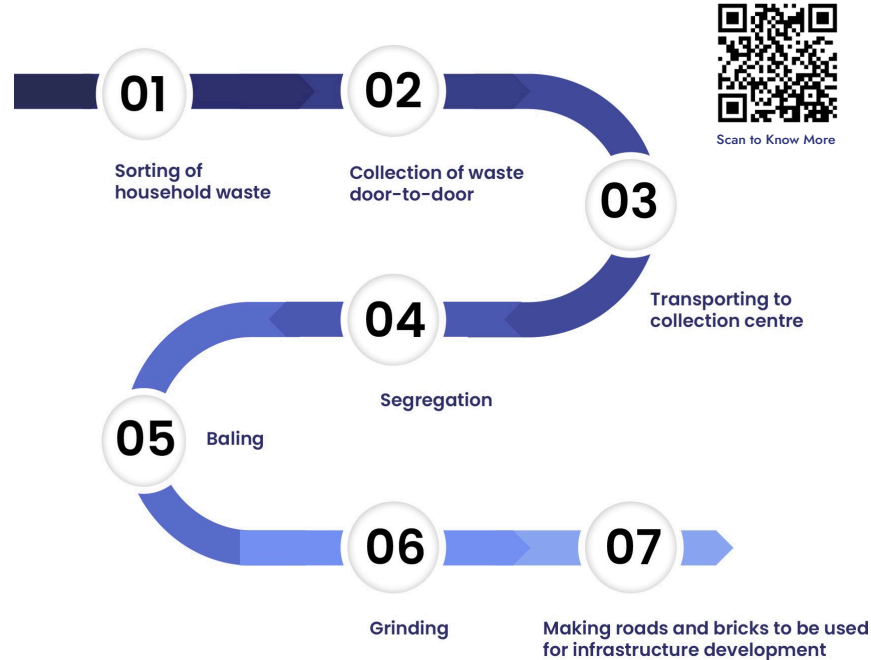 01
02
Scan to Know More
Sorting of
household waste
Collection of waste
door-to-door
03
Transporting to
collection centre
04
Segregation
05
Baling
06
07
Grinding
Making roads and bricks to be used
for infrastructure development